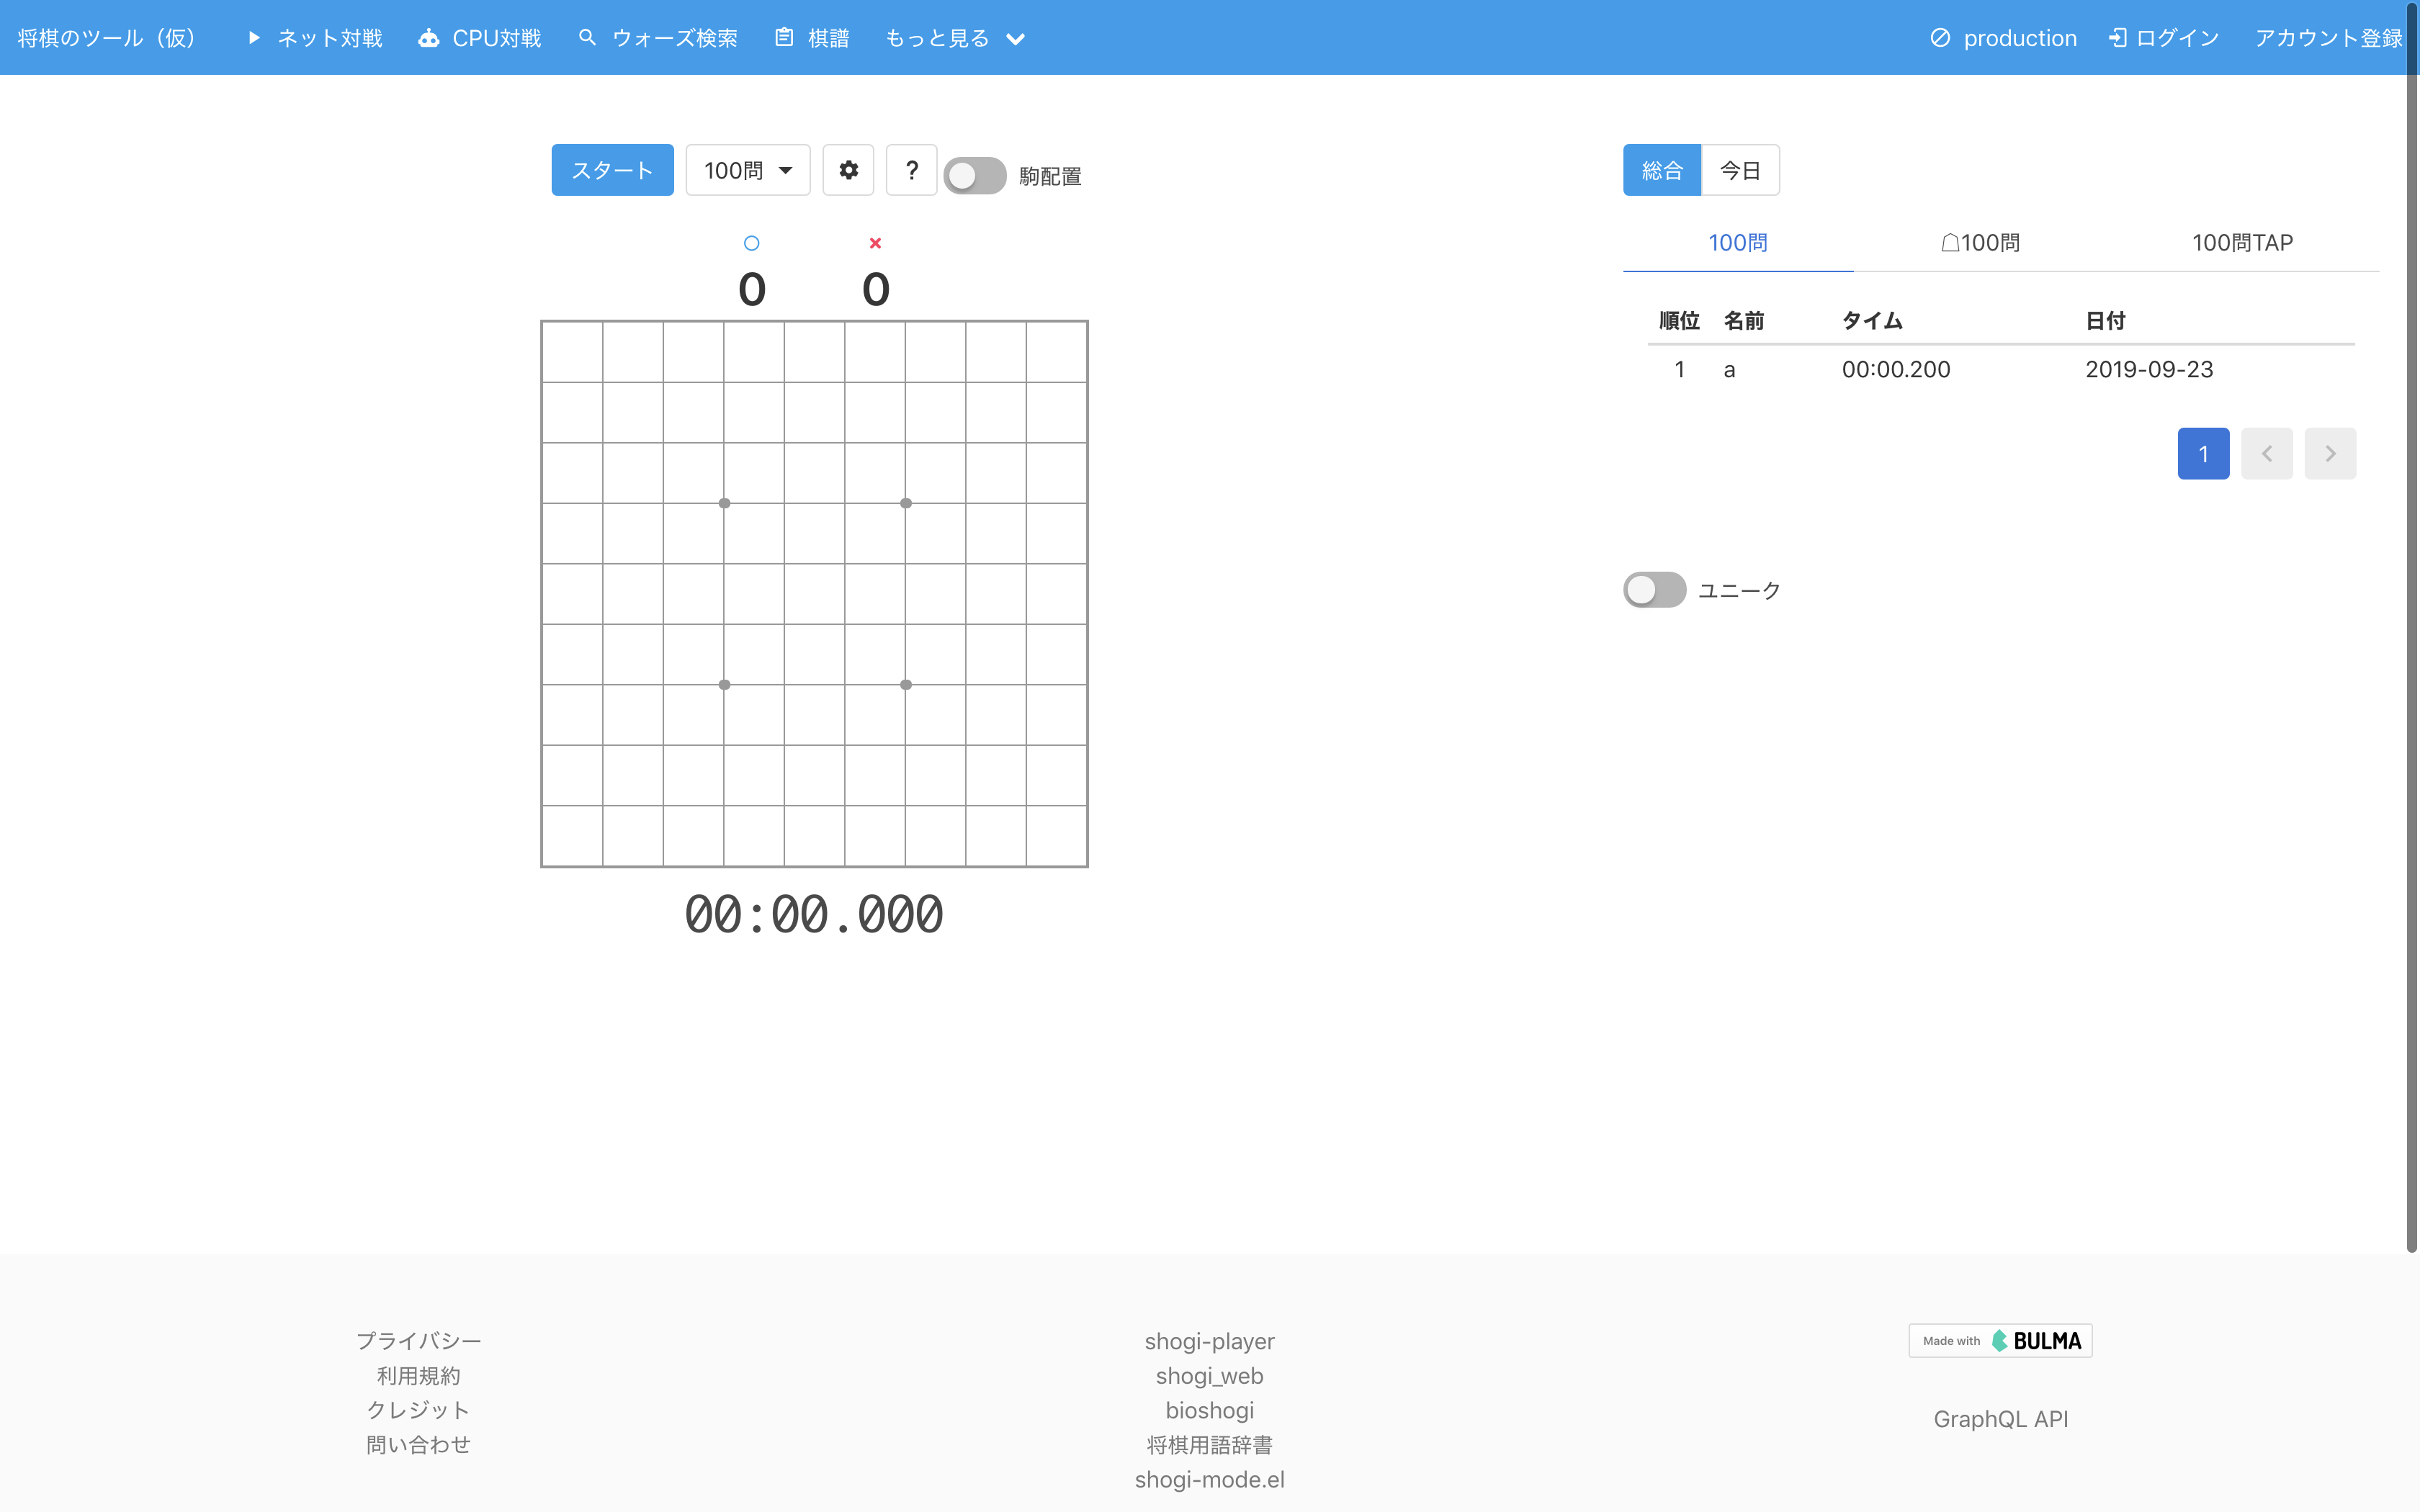 将棋のツール（仮） ネット対戦 CPU対戦 ウォーズ検索 棋譜 もっと見る production ログイン アカウント登録
スタート 100問 ? 駒配置
0 0
00:00.000
総合 今日
100問 ☖100問 100問TAP
順位 名前 タイム 日付
1 a 00:00.200 2019-09-23
1
ユニーク
プライバシー
利用規約
クレジット
問い合わせ
shogi-player
shogi_web
bioshogi
将棋用語辞書
shogi-mode.el
Made with BULMA
GraphQL API